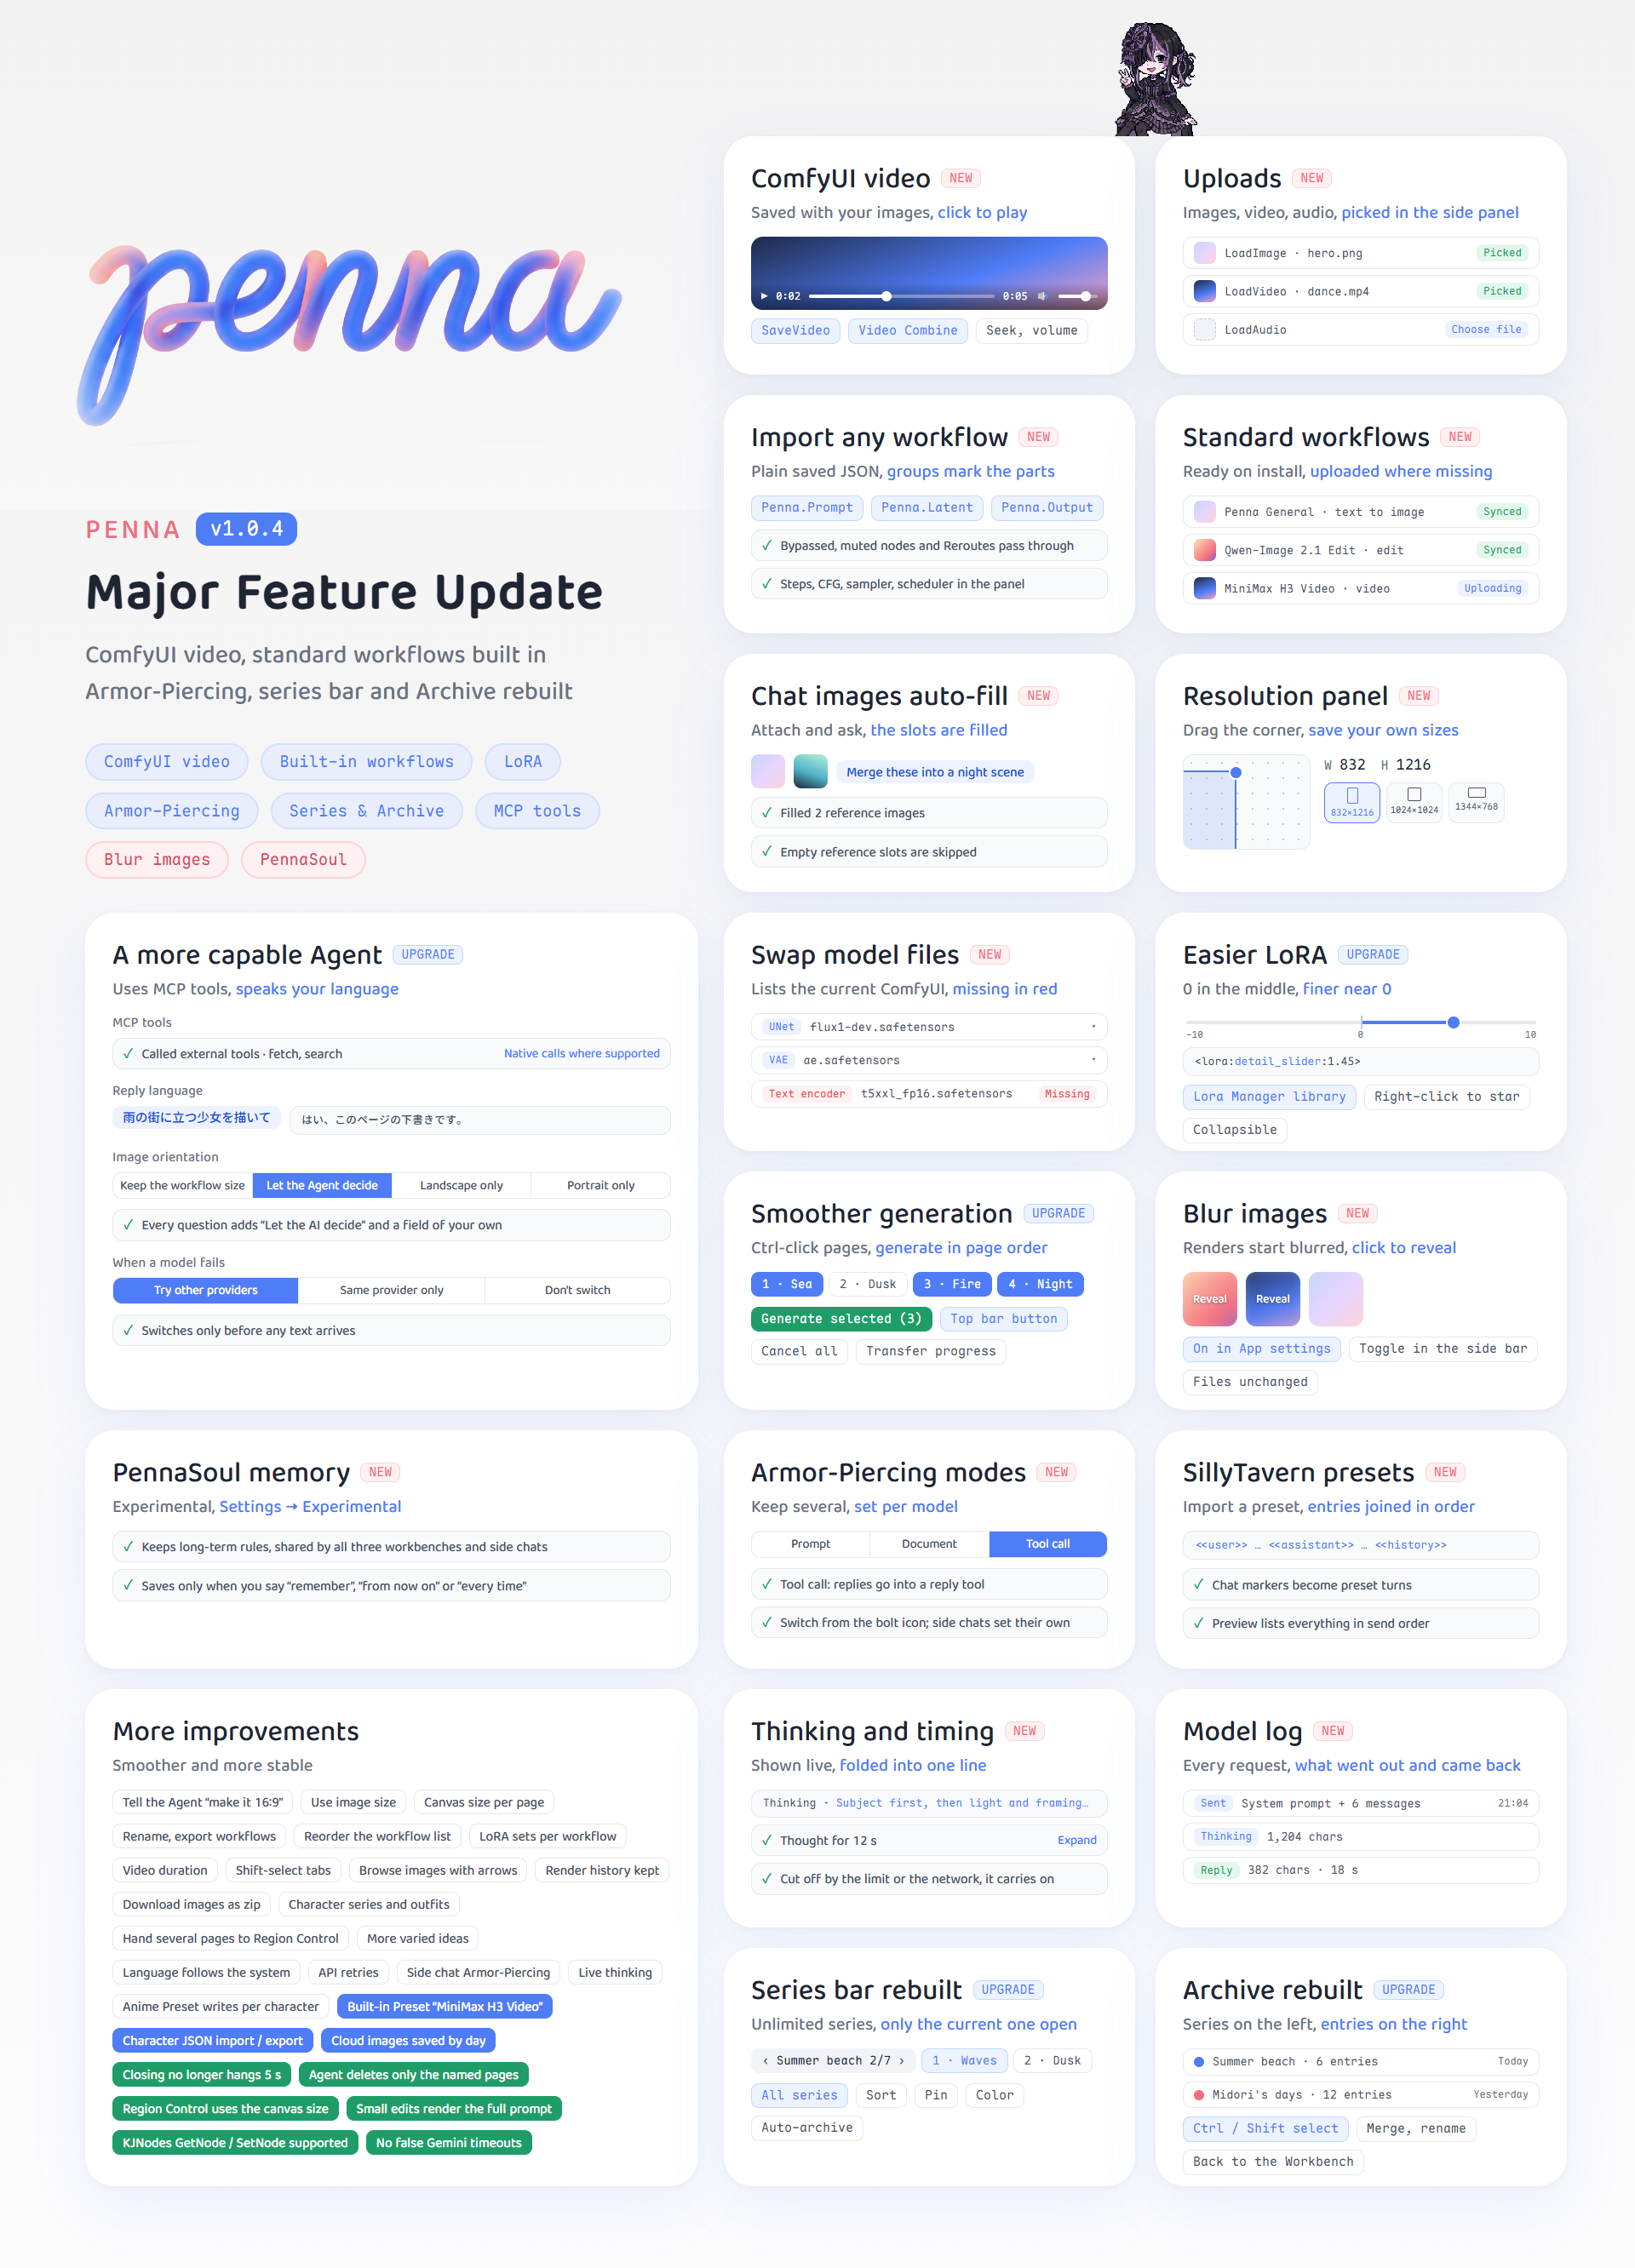 penna
PENNA v1.0.4
Major Feature Update
ComfyUI video, standard workflows built in
Armor-Piercing, series bar and Archive rebuilt
ComfyUI video Built-in workflows LoRA
Armor-Piercing Series & Archive MCP tools
Blur images PennaSoul
ComfyUI video NEW
Saved with your images, click to play
0:02 0:05
SaveVideo Video Combine Seek, volume
Uploads NEW
Images, video, audio, picked in the side panel
LoadImage · hero.png Picked
LoadVideo · dance.mp4 Picked
LoadAudio Choose file
Import any workflow NEW
Plain saved JSON, groups mark the parts
Penna.Prompt Penna.Latent Penna.Output
✓ Bypassed, muted nodes and Reroutes pass through
✓ Steps, CFG, sampler, scheduler in the panel
Standard workflows NEW
Ready on install, uploaded where missing
Penna General · text to image Synced
Qwen-Image 2.1 Edit · edit Synced
MiniMax H3 Video · video Uploading
Chat images auto-fill NEW
Attach and ask, the slots are filled
Merge these into a night scene
✓ Filled 2 reference images
✓ Empty reference slots are skipped
Resolution panel NEW
Drag the corner, save your own sizes
W 832 H 1216
832×1216 1024×1024 1344×768
A more capable Agent UPGRADE
Uses MCP tools, speaks your language
MCP tools
✓ Called external tools · fetch, search Native calls where supported
Reply language
雨の街に立つ少女を描いて はい、このページの下書きです。
Image orientation
Keep the workflow size Let the Agent decide Landscape only Portrait only
✓ Every question adds "Let the AI decide" and a field of your own
When a model fails
Try other providers Same provider only Don't switch
✓ Switches only before any text arrives
Swap model files NEW
Lists the current ComfyUI, missing in red
UNet flux1-dev.safetensors
VAE ae.safetensors
Text encoder t5xxl_fp16.safetensors Missing
Easier LoRA UPGRADE
0 in the middle, finer near 0
-10 0 10
<lora:detail_slider:1.45>
Lora Manager library Right-click to star
Collapsible
Smoother generation UPGRADE
Ctrl-click pages, generate in page order
1 · Sea 2 · Dusk 3 · Fire 4 · Night
Generate selected (3) Top bar button
Cancel all Transfer progress
Blur images NEW
Renders start blurred, click to reveal
Reveal Reveal
On in App settings Toggle in the side bar
Files unchanged
PennaSoul memory NEW
Experimental, Settings → Experimental
✓ Keeps long-term rules, shared by all three workbenches and side chats
✓ Saves only when you say "remember", "from now on" or "every time"
Armor-Piercing modes NEW
Keep several, set per model
Prompt Document Tool call
✓ Tool call: replies go into a reply tool
✓ Switch from the bolt icon; side chats set their own
SillyTavern presets NEW
Import a preset, entries joined in order
<<user>> … <<assistant>> … <<history>>
✓ Chat markers become preset turns
✓ Preview lists everything in send order
More improvements
Smoother and more stable
Tell the Agent "make it 16:9" Use image size Canvas size per page
Rename, export workflows Reorder the workflow list LoRA sets per workflow
Video duration Shift-select tabs Browse images with arrows Render history kept
Download images as zip Character series and outfits
Hand several pages to Region Control More varied ideas
Language follows the system API retries Side chat Armor-Piercing Live thinking
Anime Preset writes per character Built-in Preset "MiniMax H3 Video"
Character JSON import / export Cloud images saved by day
Closing no longer hangs 5 s Agent deletes only the named pages
Region Control uses the canvas size Small edits render the full prompt
KJNodes GetNode / SetNode supported No false Gemini timeouts
Thinking and timing NEW
Shown live, folded into one line
Thinking · Subject first, then light and framing…
✓ Thought for 12 s Expand
✓ Cut off by the limit or the network, it carries on
Model log NEW
Every request, what went out and came back
Sent System prompt + 6 messages 21:04
Thinking 1,204 chars
Reply 382 chars · 18 s
Series bar rebuilt UPGRADE
Unlimited series, only the current one open
‹ Summer beach 2/7 › 1 · Waves 2 · Dusk
All series Sort Pin Color
Auto-archive
Archive rebuilt UPGRADE
Series on the left, entries on the right
Summer beach · 6 entries Today
Midori's days · 12 entries Yesterday
Ctrl / Shift select Merge, rename
Back to the Workbench